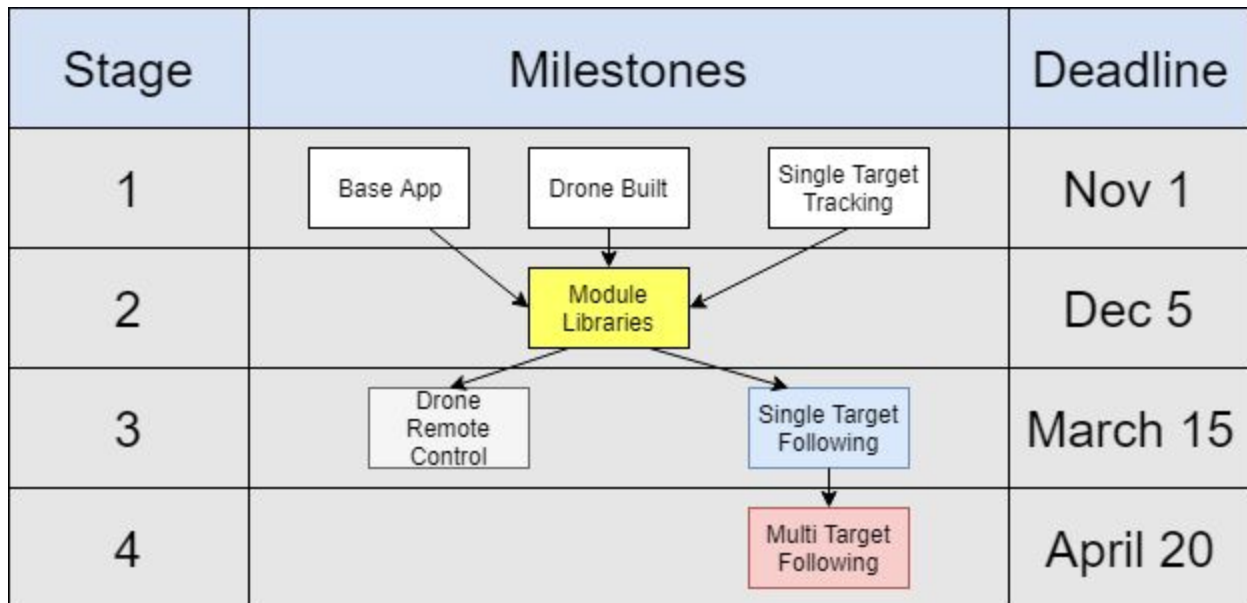 Stage Milestones Deadline
1 Base App Drone Built Single Target
Tracking Nov 1
2 Module
Libraries Dec 5
3 Drone
Remote
Control Single Target
Following March 15
4 Multi Target
Following April 20